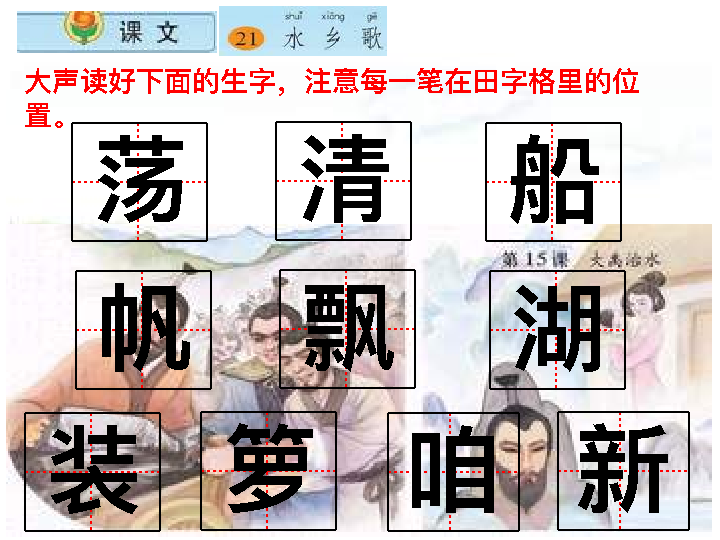 课文
shuǐ xiāng gē
21 水乡歌
大声读好下面的生字，注意每一笔在田字格里的位
置。
荡 清 船
第15课 大禹治水
帆 飘 湖
装 箩 咱 新